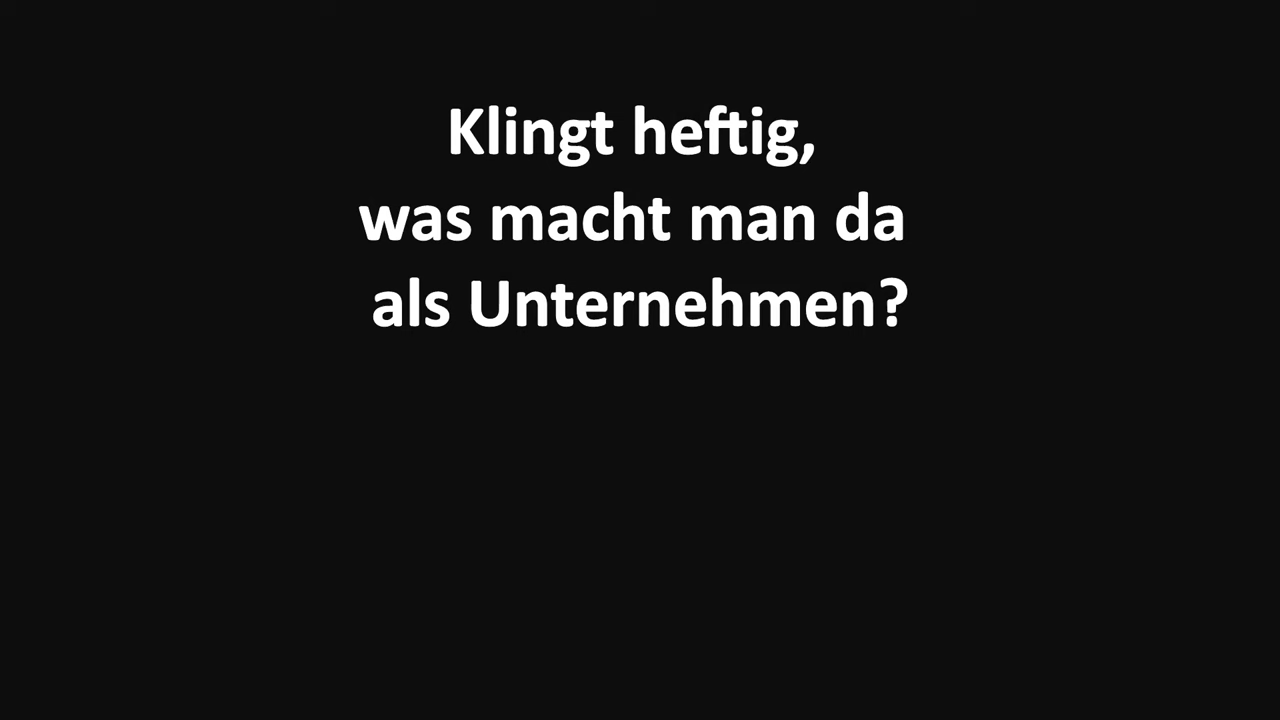 Klingt heftig,
was macht man da
als Unternehmen?